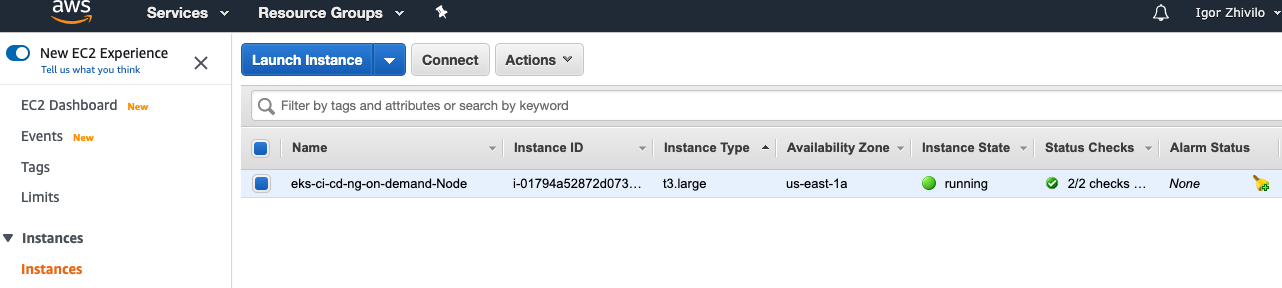 aws Services Resource Groups Igor Zhivilo
New EC2 Experience
Tell us what you think
Launch Instance Connect Actions
EC2 Dashboard New
Filter by tags and attributes or search by keyword
Events New
Name Instance ID Instance Type Availability Zone Instance State Status Checks Alarm Status
Tags
eks-ci-cd-ng-on-demand-Node i-01794a52872d073... t3.large us-east-1a running 2/2 checks ... None
Limits
Instances
Instances